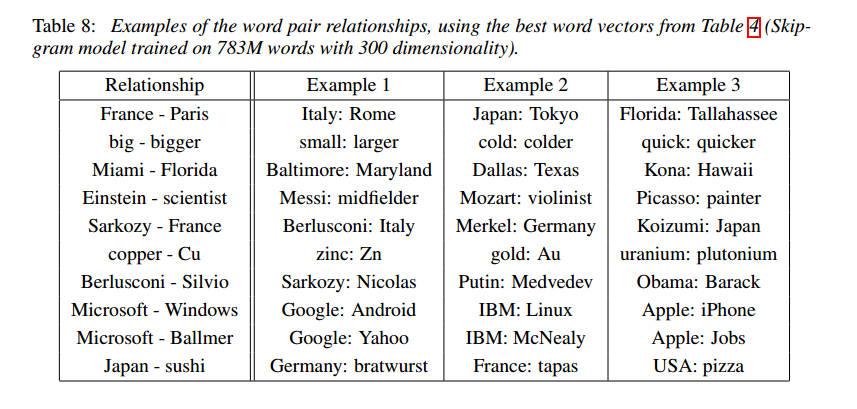 Table 8: Examples of the word pair relationships, using the best word vectors from Table 4 (Skip-
gram model trained on 783M words with 300 dimensionality).
Relationship Example 1 Example 2 Example 3
France - Paris Italy: Rome Japan: Tokyo Florida: Tallahassee
big - bigger small: larger cold: colder quick: quicker
Miami - Florida Baltimore: Maryland Dallas: Texas Kona: Hawaii
Einstein - scientist Messi: midfielder Mozart: violinist Picasso: painter
Sarkozy - France Berlusconi: Italy Merkel: Germany Koizumi: Japan
copper - Cu zinc: Zn gold: Au uranium: plutonium
Berlusconi - Silvio Sarkozy: Nicolas Putin: Medvedev Obama: Barack
Microsoft - Windows Google: Android IBM: Linux Apple: iPhone
Microsoft - Ballmer Google: Yahoo IBM: McNealy Apple: Jobs
Japan - sushi Germany: bratwurst France: tapas USA: pizza